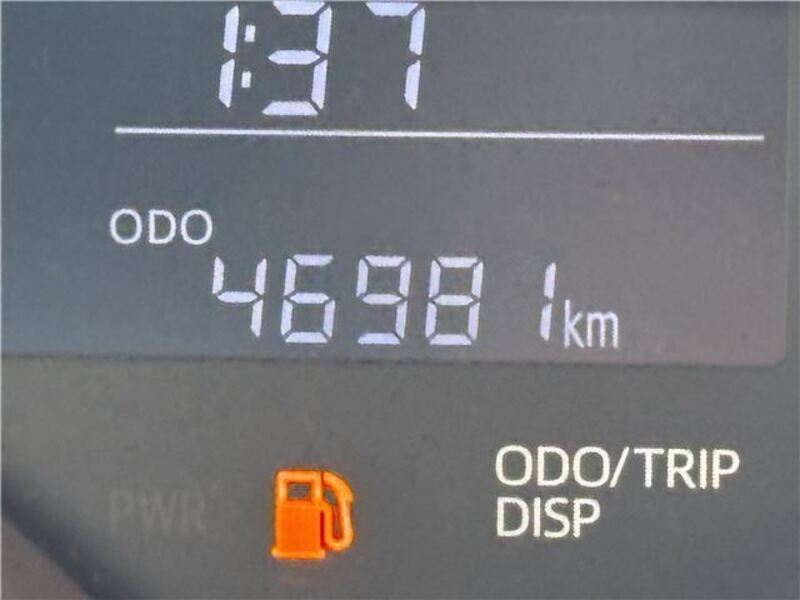 1:37
ODO
46981 km
ODO/TRIP
DISP
PWR